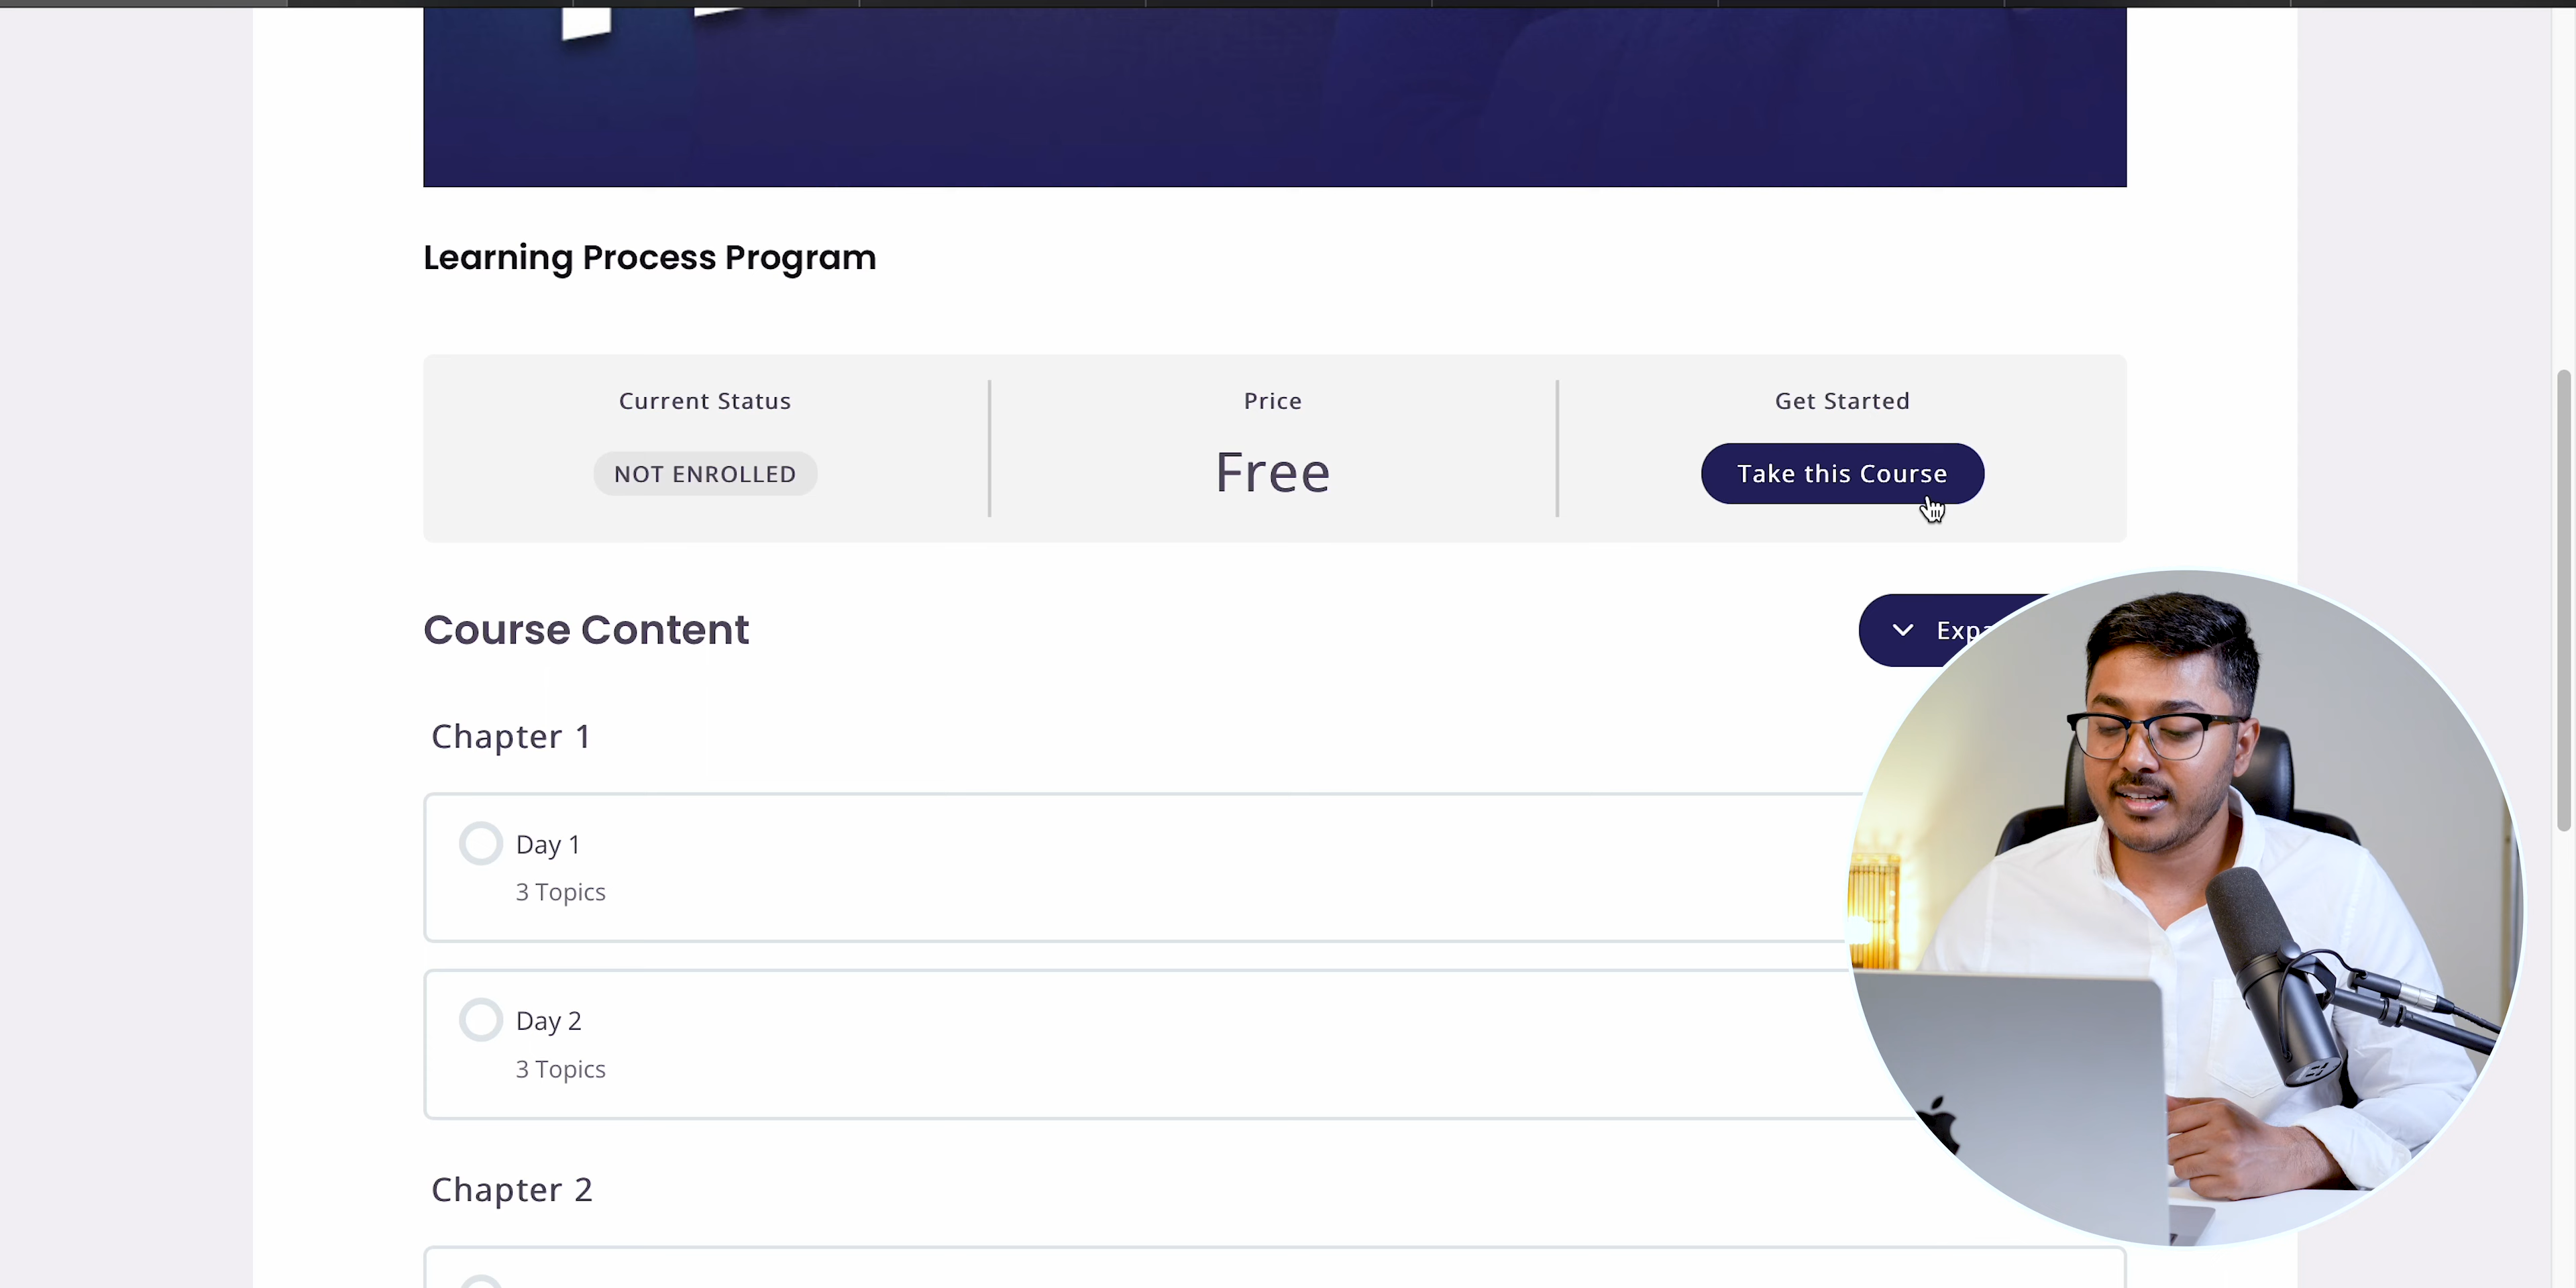 Learning Process Program
Current Status
Price
Get Started
NOT ENROLLED
Free
Take this Course
Course Content
Chapter 1
Day 1
3 Topics
Day 2
3 Topics
Chapter 2